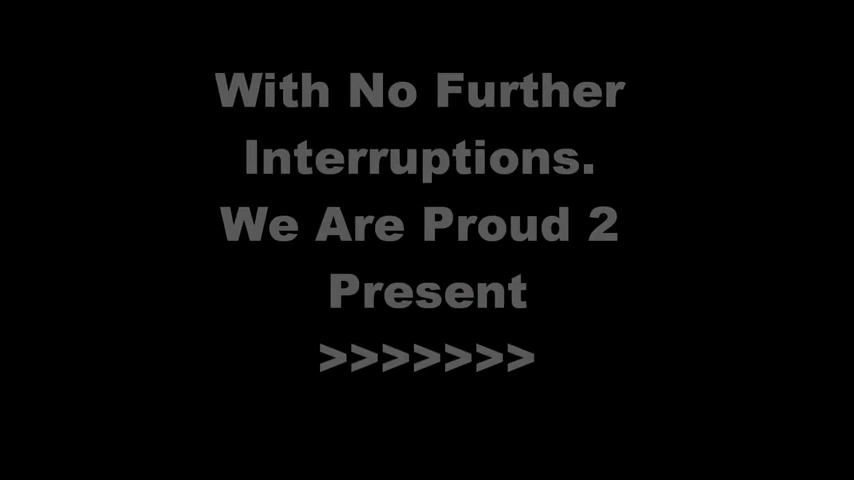 With No Further
Interruptions.
We Are Proud 2
Present
>>>>>>>